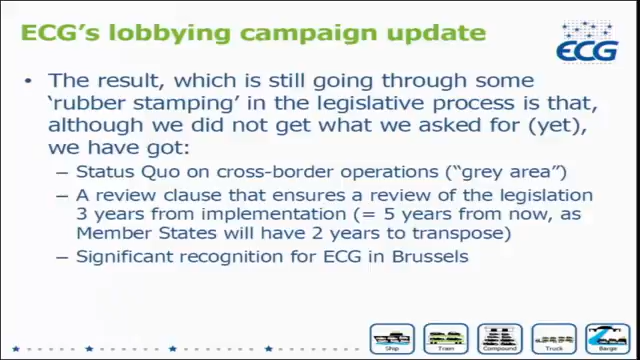 ECG's lobbying campaign update
ECG
• The result, which is still going through some
'rubber stamping' in the legislative process is that,
although we did not get what we asked for (yet),
we have got:
– Status Quo on cross-border operations ("grey area")
– A review clause that ensures a review of the legislation
3 years from implementation (= 5 years from now, as
Member States will have 2 years to transpose)
– Significant recognition for ECG in Brussels
Ship
Train
Compound
Truck
Barge